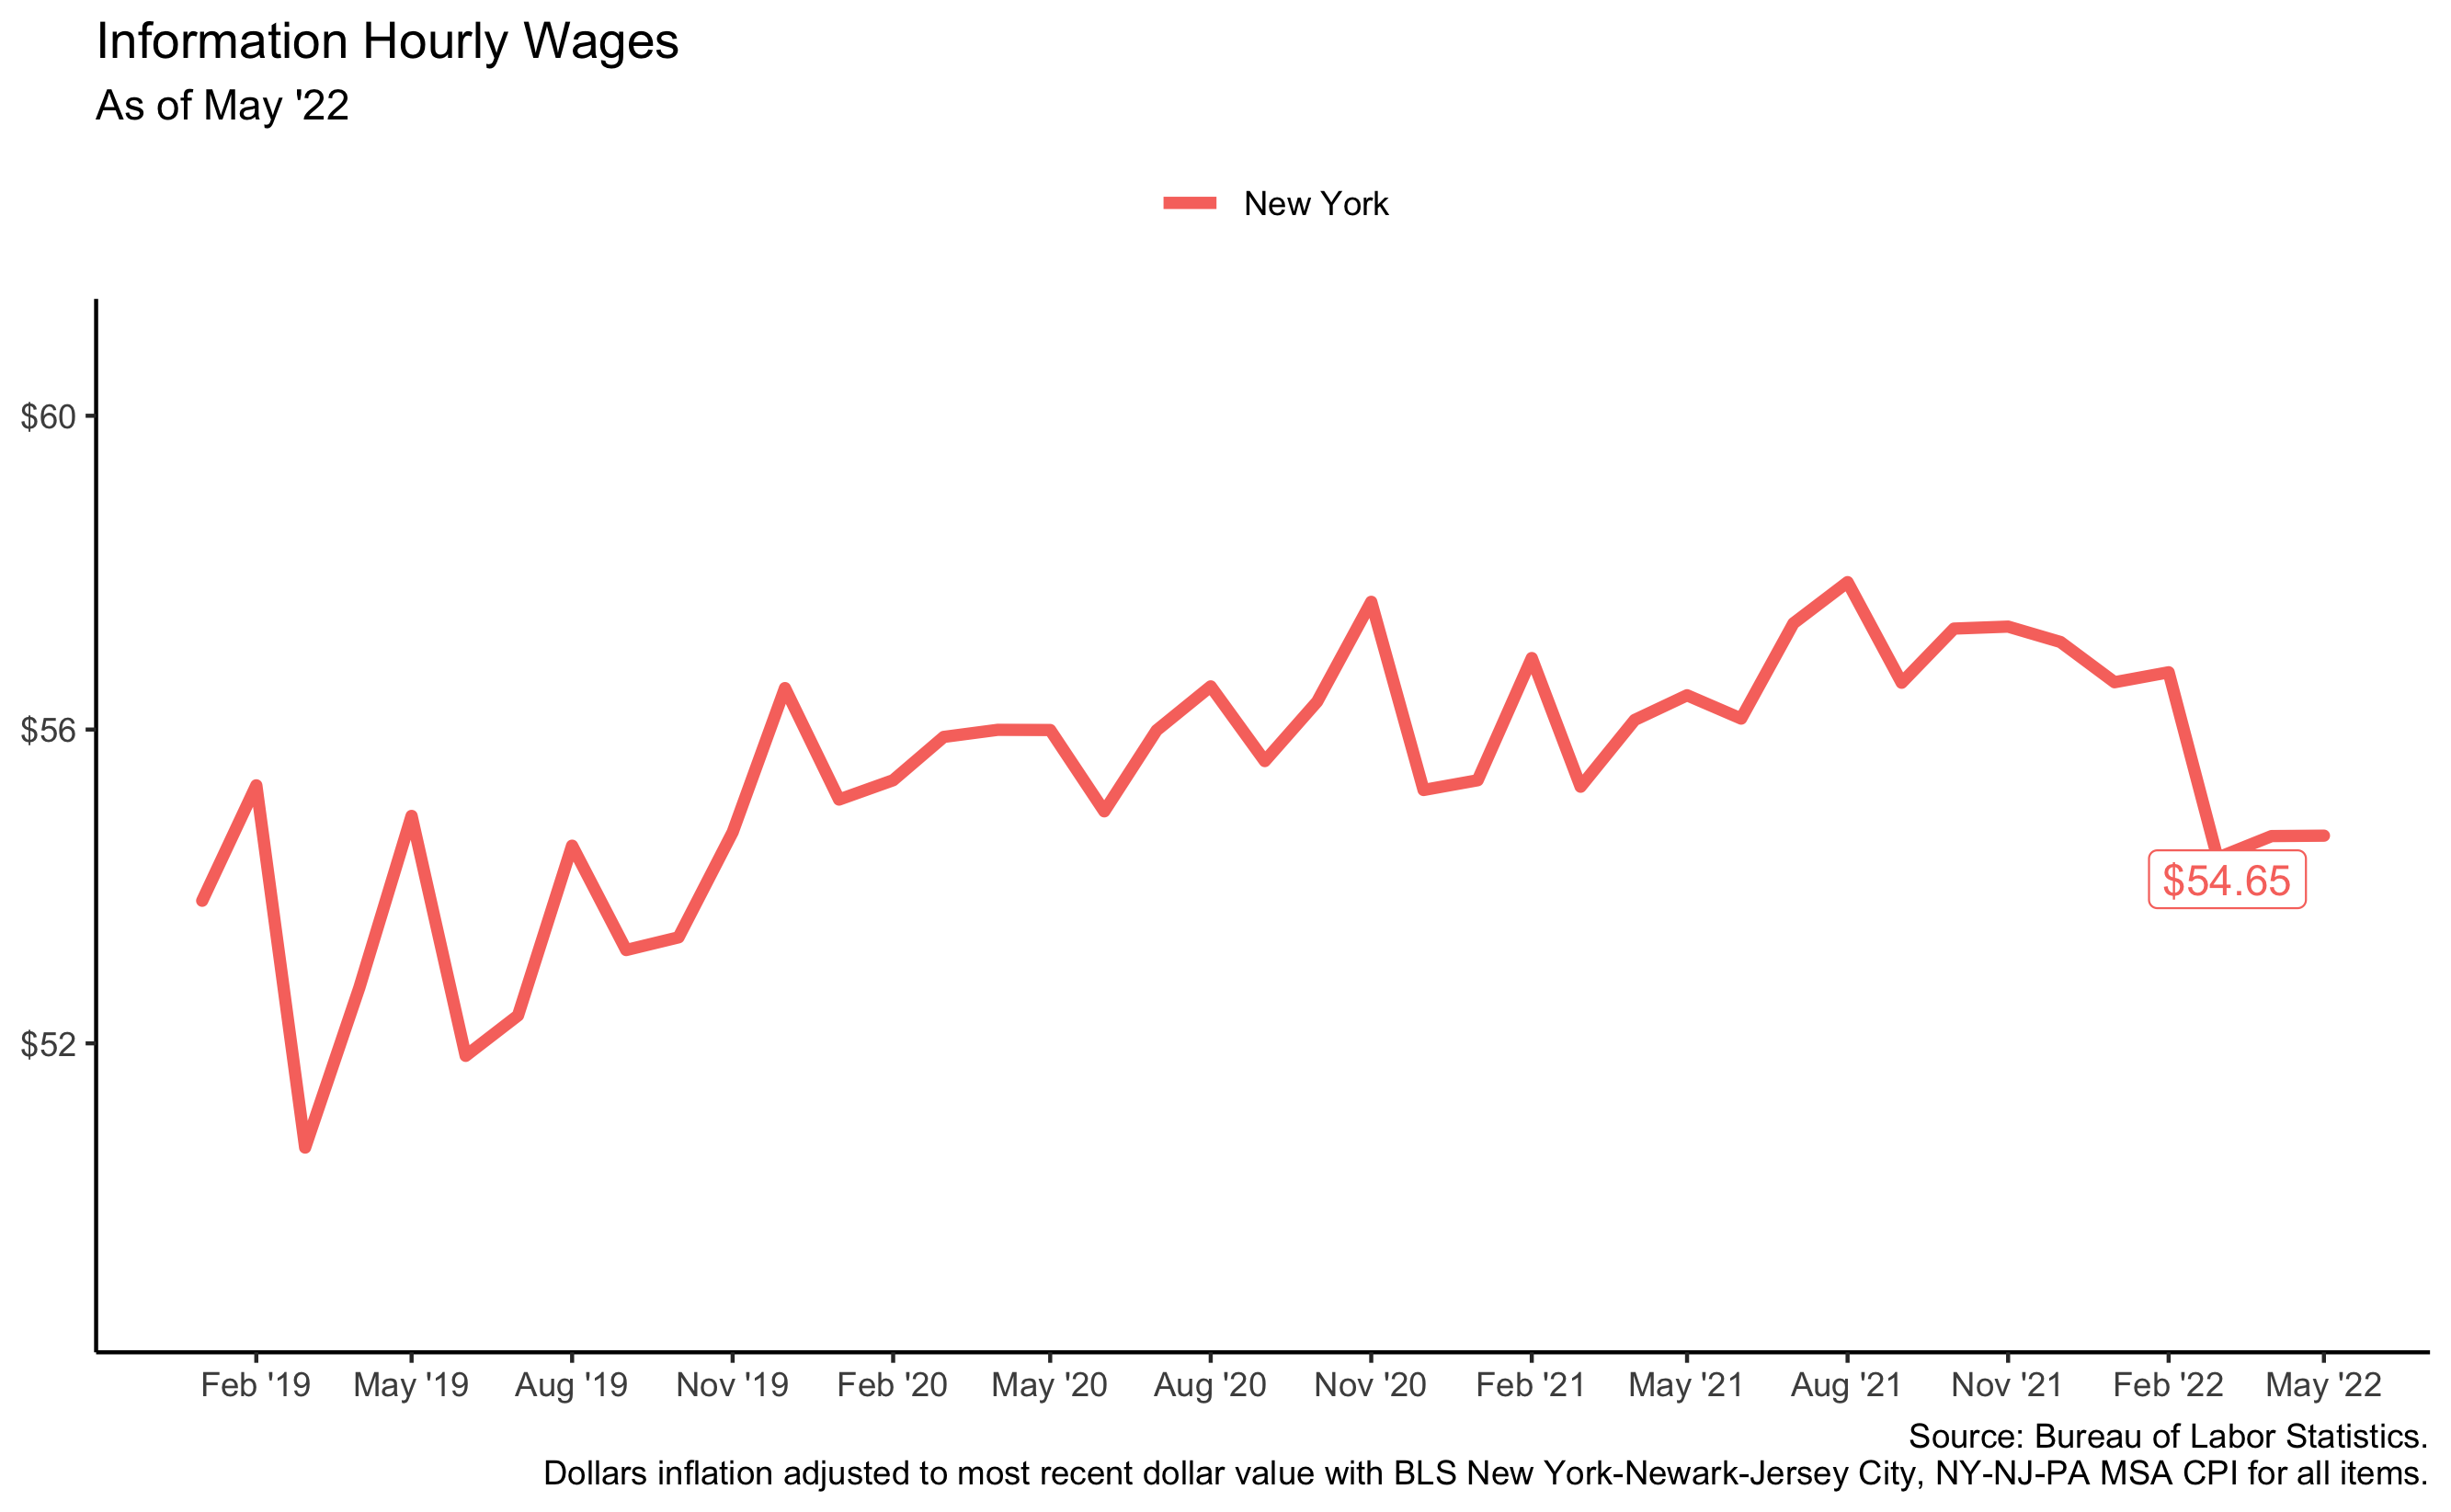 Information Hourly Wages
As of May '22
New York
$60
$56
$52
$54.65
Feb '19 May '19 Aug '19 Nov '19 Feb '20 May '20 Aug '20 Nov '20 Feb '21 May '21 Aug '21 Nov '21 Feb '22 May '22
Source: Bureau of Labor Statistics.
Dollars inflation adjusted to most recent dollar value with BLS New York-Newark-Jersey City, NY-NJ-PA MSA CPI for all items.